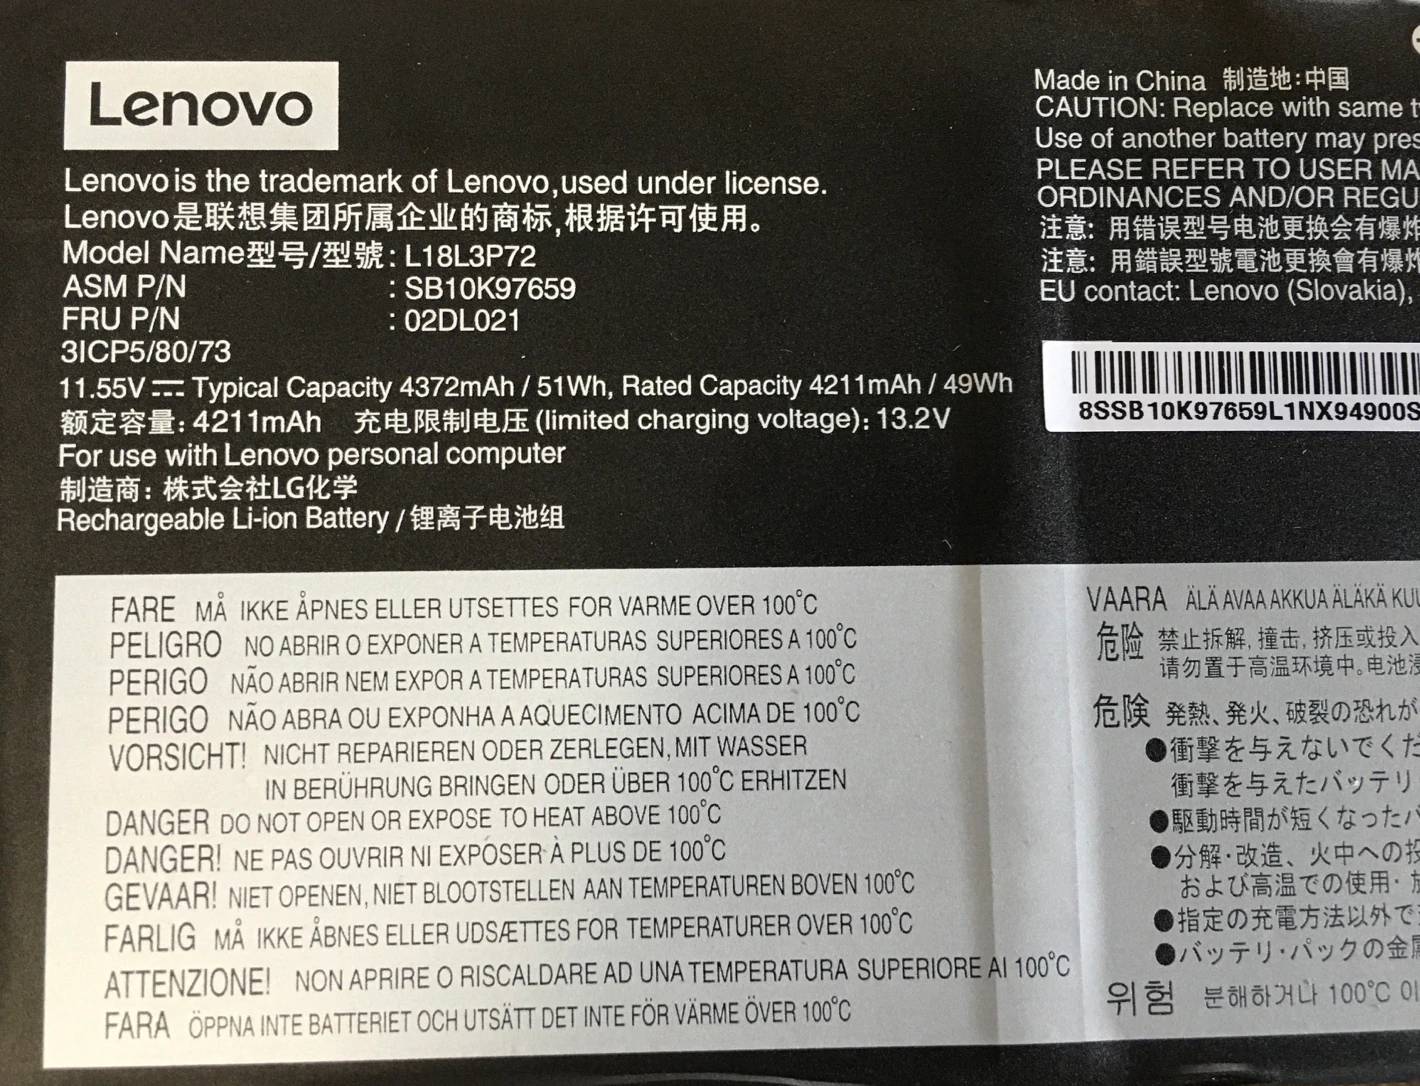 Lenovo
Lenovo is the trademark of Lenovo,used under license.
Lenovo是联想集团所属企业的商标,根据许可使用。
Model Name型号/型號: L18L3P72
ASM P/N : SB10K97659
FRU P/N : 02DL021
3ICP5/80/73
11.55V⎓ Typical Capacity 4372mAh / 51Wh, Rated Capacity 4211mAh / 49Wh
额定容量: 4211mAh 充电限制电压 (limited charging voltage): 13.2V
For use with Lenovo personal computer
制造商: 株式会社LG化学
Rechargeable Li-ion Battery / 锂离子电池组
Made in China 制造地:中国
CAUTION: Replace with same
Use of another battery may
PLEASE REFER TO USER
ORDINANCES AND/OR
注意: 用错误型号电池更换会有爆炸
注意: 用錯誤型號電池更換會有爆炸
EU contact: Lenovo (Slovakia),
8SSB10K97659L1NX94900S
FARE MÅ IKKE ÅPNES ELLER UTSETTES FOR VARME OVER 100°C
PELIGRO NO ABRIR O EXPONER A TEMPERATURAS SUPERIORES A 100°C
PERIGO NÃO ABRIR NEM EXPOR A TEMPERATURAS SUPERIORES A 100°C
PERIGO NÃO ABRA OU EXPONHA A AQUECIMENTO ACIMA DE 100°C
VORSICHT! NICHT REPARIEREN ODER ZERLEGEN, MIT WASSER
IN BERÜHRUNG BRINGEN ODER ÜBER 100°C ERHITZEN
DANGER DO NOT OPEN OR EXPOSE TO HEAT ABOVE 100°C
DANGER! NE PAS OUVRIR NI EXPÓSER À PLUS DE 100°C
GEVAAR! NIET OPENEN, NIET BLOOTSTELLEN AAN TEMPERATUREN BOVEN 100°C
FARLIG MÅ IKKE ÅBNES ELLER UDSÆTTES FOR TEMPERATURER OVER 100°C
ATTENZIONE! NON APRIRE O RISCALDARE AD UNA TEMPERATURA SUPERIORE AI 100°C
FARA ÖPPNA INTE BATTERIET OCH UTSÄTT DET INTE FÖR VÄRME ÖVER 100°C
VAARA ÄLÄ AVAA AKKUA ÄLÄKÄ
危险 禁止拆解, 撞击, 挤压或投入
请勿置于高温环境中。电池浸
危険 発熱、発火、破裂の恐れが
●衝撃を与えないでくだ
衝撃を与えたバッテリ
●駆動時間が短くなった
●分解·改造、火中への投
および高温での使用·
●指定の充電方法以外で
●バッテリ·パックの金属
위험 분해하거나 100°C 이